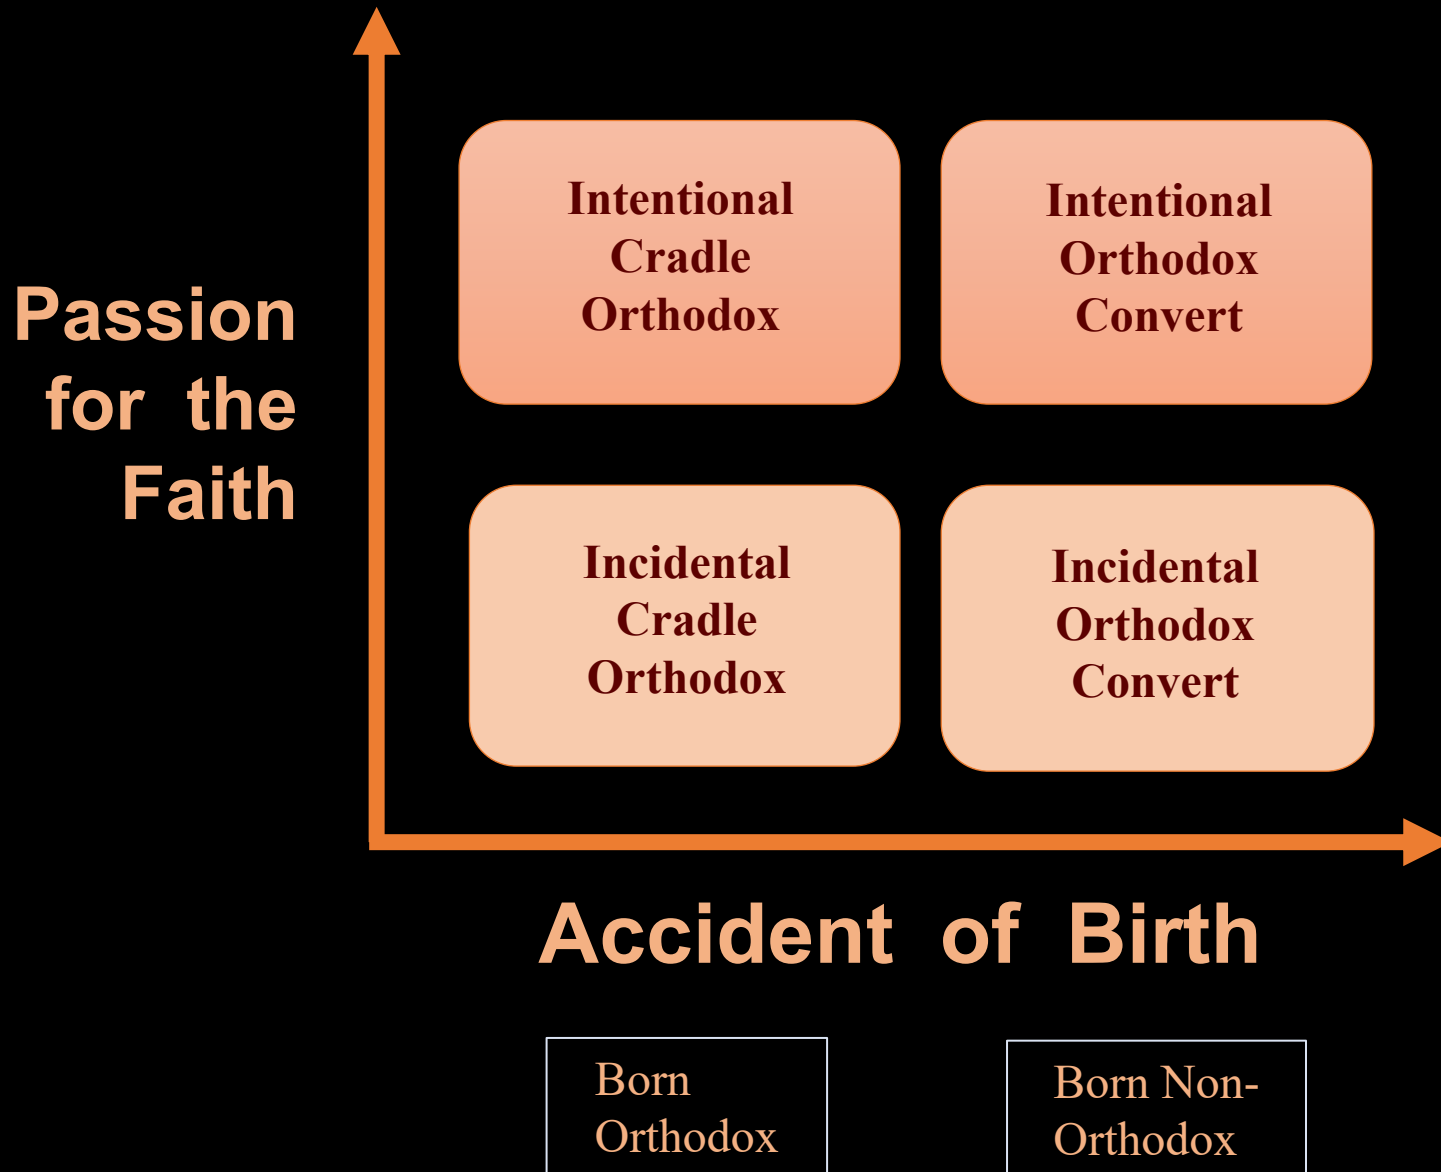 Passion
for the
Faith
Intentional
Cradle
Orthodox
Intentional
Orthodox
Convert
Incidental
Cradle
Orthodox
Incidental
Orthodox
Convert
Accident of Birth
Born
Orthodox
Born Non-
Orthodox